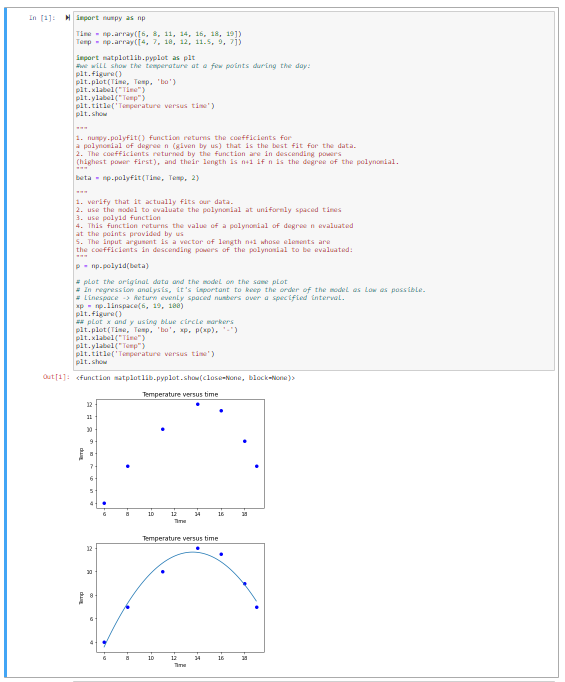 In [1]:
import numpy as np
Time = np.array([6, 8, 11, 14, 16, 18, 19])
Temp = np.array([4, 7, 10, 12, 11.5, 9, 7])
import matplotlib.pyplot as plt
#we will show the temperature at a few points during the day:
plt.figure()
plt.plot(Time, Temp, 'bo')
plt.xlabel("Time")
plt.ylabel("Temp")
plt.title('Temperature versus time')
plt.show
"""
1. numpy.polyfit() function returns the coefficients for
a polynomial of degree n (given by us) that is the best fit for the data.
2. The coefficients returned by the function are in descending powers
(highest power first), and their length is n+1 if n is the degree of the polynomial.
"""
beta = np.polyfit(Time, Temp, 2)
"""
1. verify that it actually fits our data.
2. use the model to evaluate the polynomial at uniformly spaced times
3. use poly1d function
4. This function returns the value of a polynomial of degree n evaluated
at the points provided by us
5. The input argument is a vector of length n+1 whose elements are
the coefficients in descending powers of the polynomial to be evaluated:
"""
p = np.poly1d(beta)
# plot the original data and the model on the same plot
# In regression analysis, it's important to keep the order of the model as low as possible.
# linespace -> Return evenly spaced numbers over a specified interval.
xp = np.linspace(6, 19, 100)
plt.figure()
## plot x and y using blue circle markers
plt.plot(Time, Temp, 'bo', xp, p(xp), '-')
plt.xlabel("Time")
plt.ylabel("Temp")
plt.title('Temperature versus time')
plt.show
Out[1]: <function matplotlib.pyplot.show(close=None, block=None)>
Temperature versus time
12
11
10
9
8
7
6
5
4
Temp
6 8 10 12 14 16 18
Time
Temperature versus time
12
10
8
6
4
Temp
6 8 10 12 14 16 18
Time